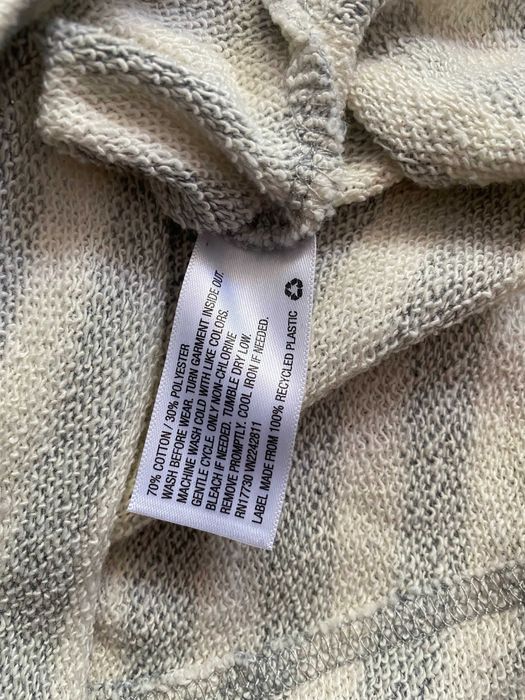 70% COTTON / 30% POLYESTER
WASH BEFORE WEAR. TURN GARMENT INSIDE OUT.
MACHINE WASH COLD WITH LIKE COLORS.
GENTLE CYCLE. ONLY NON-CHLORINE
BLEACH IF NEEDED. TUMBLE DRY LOW.
REMOVE PROMPTLY. COOL IRON IF NEEDED.
RN17730 VN2242811
LABEL MADE FROM 100% RECYCLED PLASTIC